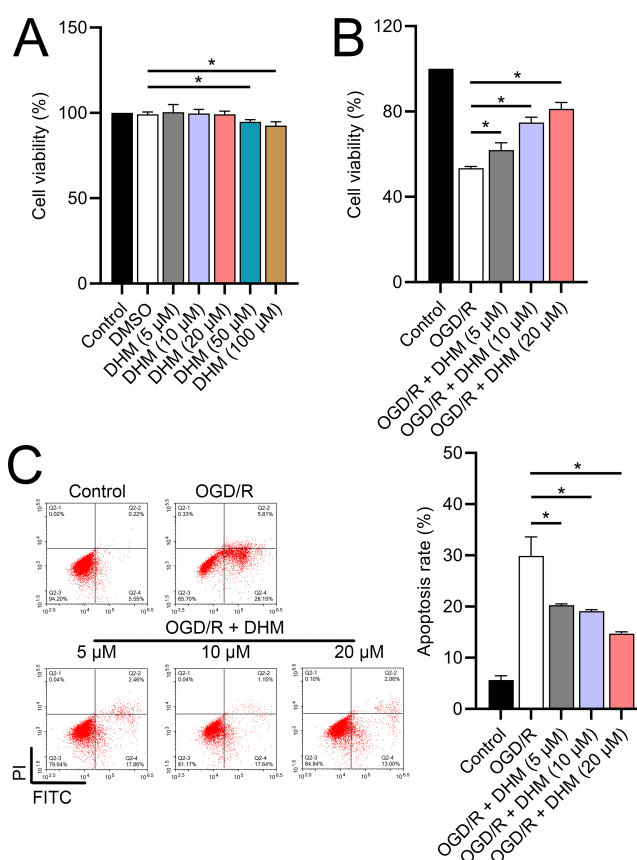 A
150
100
50
0
Cell viability (%)
*
*
Control
DMSO
DHM (5 µM)
DHM (10 µM)
DHM (20 µM)
DHM (50 µM)
DHM (100 µM)
B
120
80
40
0
Cell viability (%)
*
*
*
Control
OGD/R
OGD/R + DHM (5 µM)
OGD/R + DHM (10 µM)
OGD/R + DHM (20 µM)
C
Control
OGD/R
Q2-1
0.02%
Q2-2
0.22%
Q2-3
94.20%
Q2-4
5.55%
Q2-1
0.33%
Q2-2
5.81%
Q2-3
65.70%
Q2-4
28.15%
OGD/R + DHM
5 µM
10 µM
20 µM
Q2-1
0.04%
Q2-2
2.46%
Q2-3
79.64%
Q2-4
17.86%
Q2-1
0.04%
Q2-2
1.15%
Q2-3
81.17%
Q2-4
17.64%
Q2-1
0.10%
Q2-2
2.06%
Q2-3
84.84%
Q2-4
13.00%
PI
FITC
50
40
30
20
10
0
Apoptosis rate (%)
*
*
*
Control
OGD/R
OGD/R + DHM (5 µM)
OGD/R + DHM (10 µM)
OGD/R + DHM (20 µM)